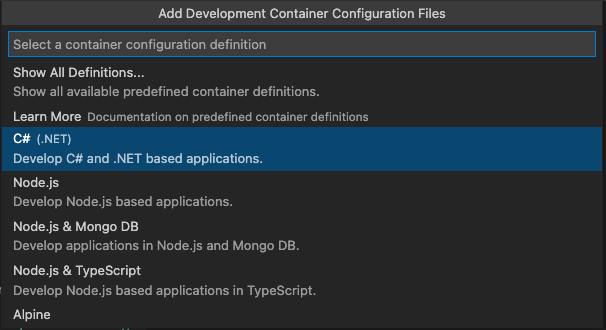 Add Development Container Configuration Files
Select a container configuration definition
Show All Definitions...
Show all available predefined container definitions.
Learn More Documentation on predefined container definitions
C# (.NET)
Develop C# and .NET based applications.
Node.js
Develop Node.js based applications.
Node.js & Mongo DB
Develop applications in Node.js and Mongo DB.
Node.js & TypeScript
Develop Node.js based applications in TypeScript.
Alpine